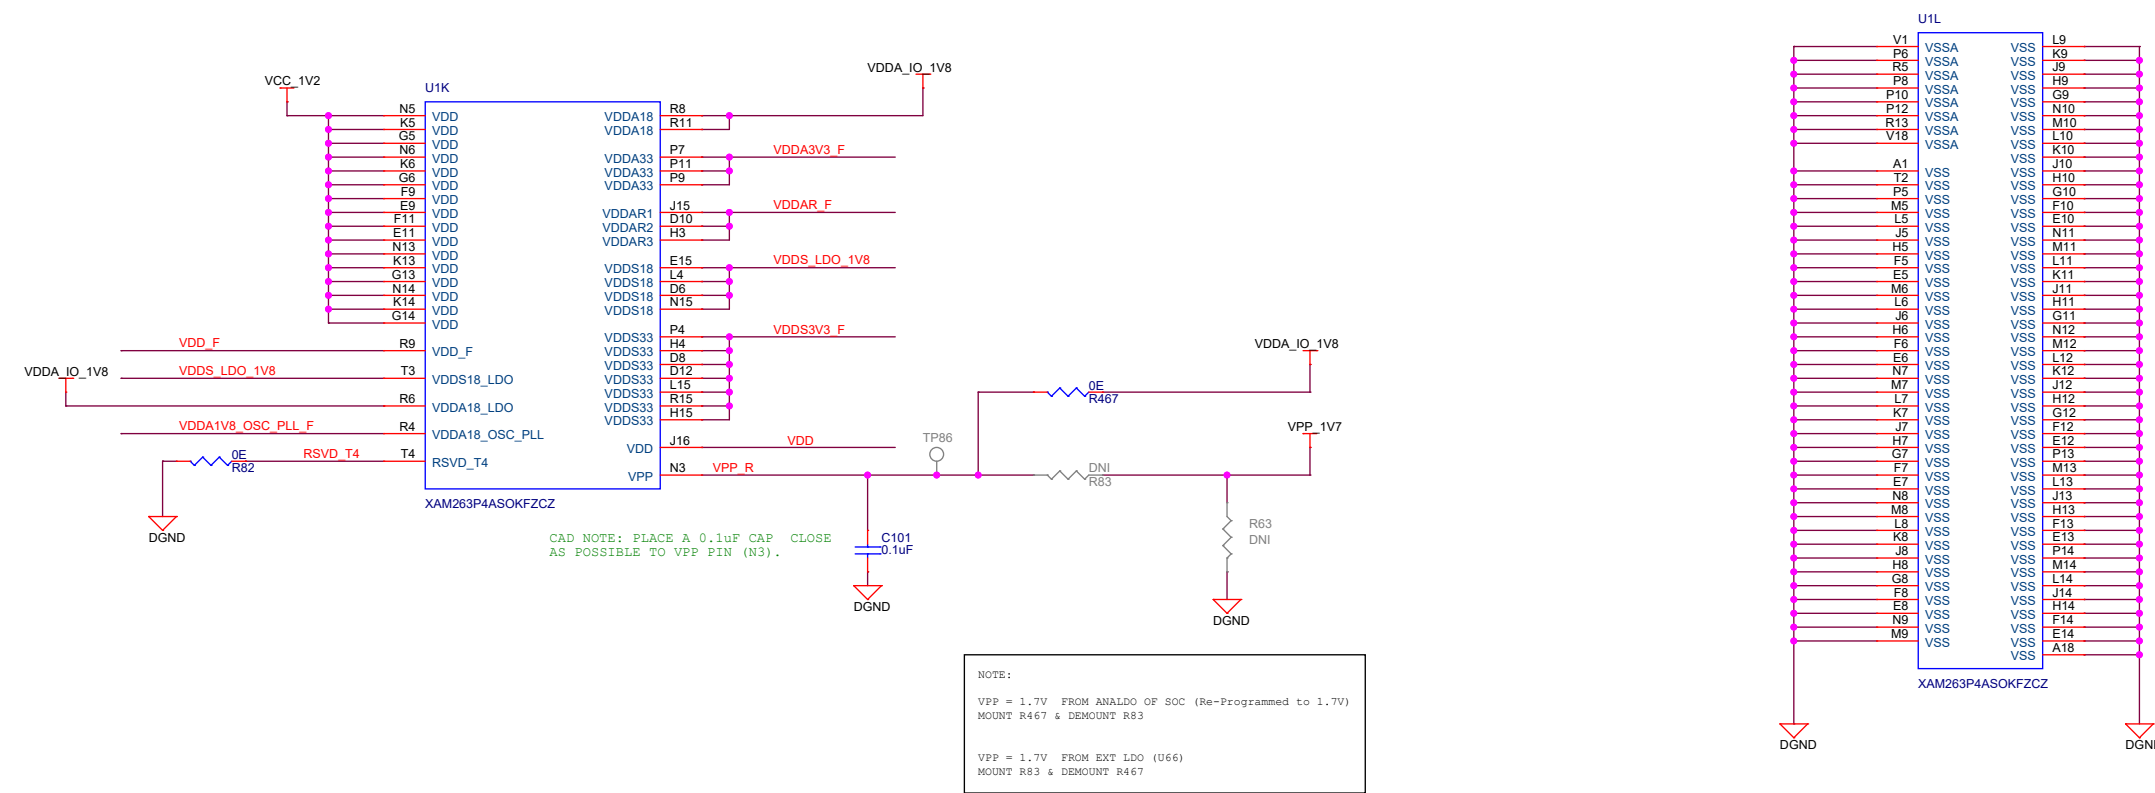 VCC_1V2
U1K
VDDA_IO_1V8
N5 VDD
K5 VDD
G5 VDD
N6 VDD
K6 VDD
G6 VDD
F9 VDD
E9 VDD
F11 VDD
E11 VDD
N13 VDD
K13 VDD
G13 VDD
N14 VDD
K14 VDD
G14 VDD
VDD_F R9 VDD_F
VDDA_IO_1V8
VDDS_LDO_1V8 T3 VDDS18_LDO
R6 VDDA18_LDO
VDDA1V8_OSC_PLL_F R4 VDDA18_OSC_PLL
0E
R82
RSVD_T4 T4 RSVD_T4
DGND
VDDA18 R8
VDDA18 R11
VDDA33 P7 VDDA3V3_F
VDDA33 P11
VDDA33 P9
VDDAR1 J15 VDDAR_F
VDDAR2 D10
VDDAR3 H3
VDDS18 E15 VDDS_LDO_1V8
VDDS18 L4
VDDS18 D6
VDDS18 N15
VDDS33 P4 VDDS3V3_F
VDDS33 H4
VDDS33 D8
VDDS33 D12
VDDS33 L15
VDDS33 R15
VDDS33 H15
VDD J16 VDD
VPP N3 VPP_R
XAM263P4ASOKFZCZ
TP86
VDDA_IO_1V8
0E
R467
VPP_1V7
DNI
R83
R63
DNI
DGND
CAD NOTE: PLACE A 0.1uF CAP CLOSE
AS POSSIBLE TO VPP PIN (N3).
C101
0.1uF
DGND
NOTE:
VPP = 1.7V FROM ANALDO OF SOC (Re-Programmed to 1.7V)
MOUNT R467 & DEMOUNT R83
VPP = 1.7V FROM EXT LDO (U66)
MOUNT R83 & DEMOUNT R467
U1L
V1 VSSA
P6 VSSA
R5 VSSA
P8 VSSA
P10 VSSA
P12 VSSA
R13 VSSA
V18 VSSA
A1 VSS
T2 VSS
P5 VSS
M5 VSS
L5 VSS
J5 VSS
H5 VSS
F5 VSS
E5 VSS
M6 VSS
L6 VSS
J6 VSS
H6 VSS
F6 VSS
E6 VSS
N7 VSS
M7 VSS
L7 VSS
K7 VSS
J7 VSS
H7 VSS
G7 VSS
F7 VSS
E7 VSS
N8 VSS
M8 VSS
L8 VSS
K8 VSS
J8 VSS
H8 VSS
G8 VSS
F8 VSS
E8 VSS
N9 VSS
M9 VSS
VSS L9
VSS K9
VSS J9
VSS H9
VSS G9
VSS N10
VSS M10
VSS L10
VSS K10
VSS J10
VSS H10
VSS G10
VSS F10
VSS E10
VSS N11
VSS M11
VSS L11
VSS K11
VSS J11
VSS H11
VSS G11
VSS N12
VSS M12
VSS L12
VSS K12
VSS J12
VSS H12
VSS G12
VSS F12
VSS E12
VSS P13
VSS M13
VSS L13
VSS J13
VSS H13
VSS F13
VSS E13
VSS P14
VSS M14
VSS L14
VSS J14
VSS H14
VSS F14
VSS E14
VSS A18
XAM263P4ASOKFZCZ
DGND